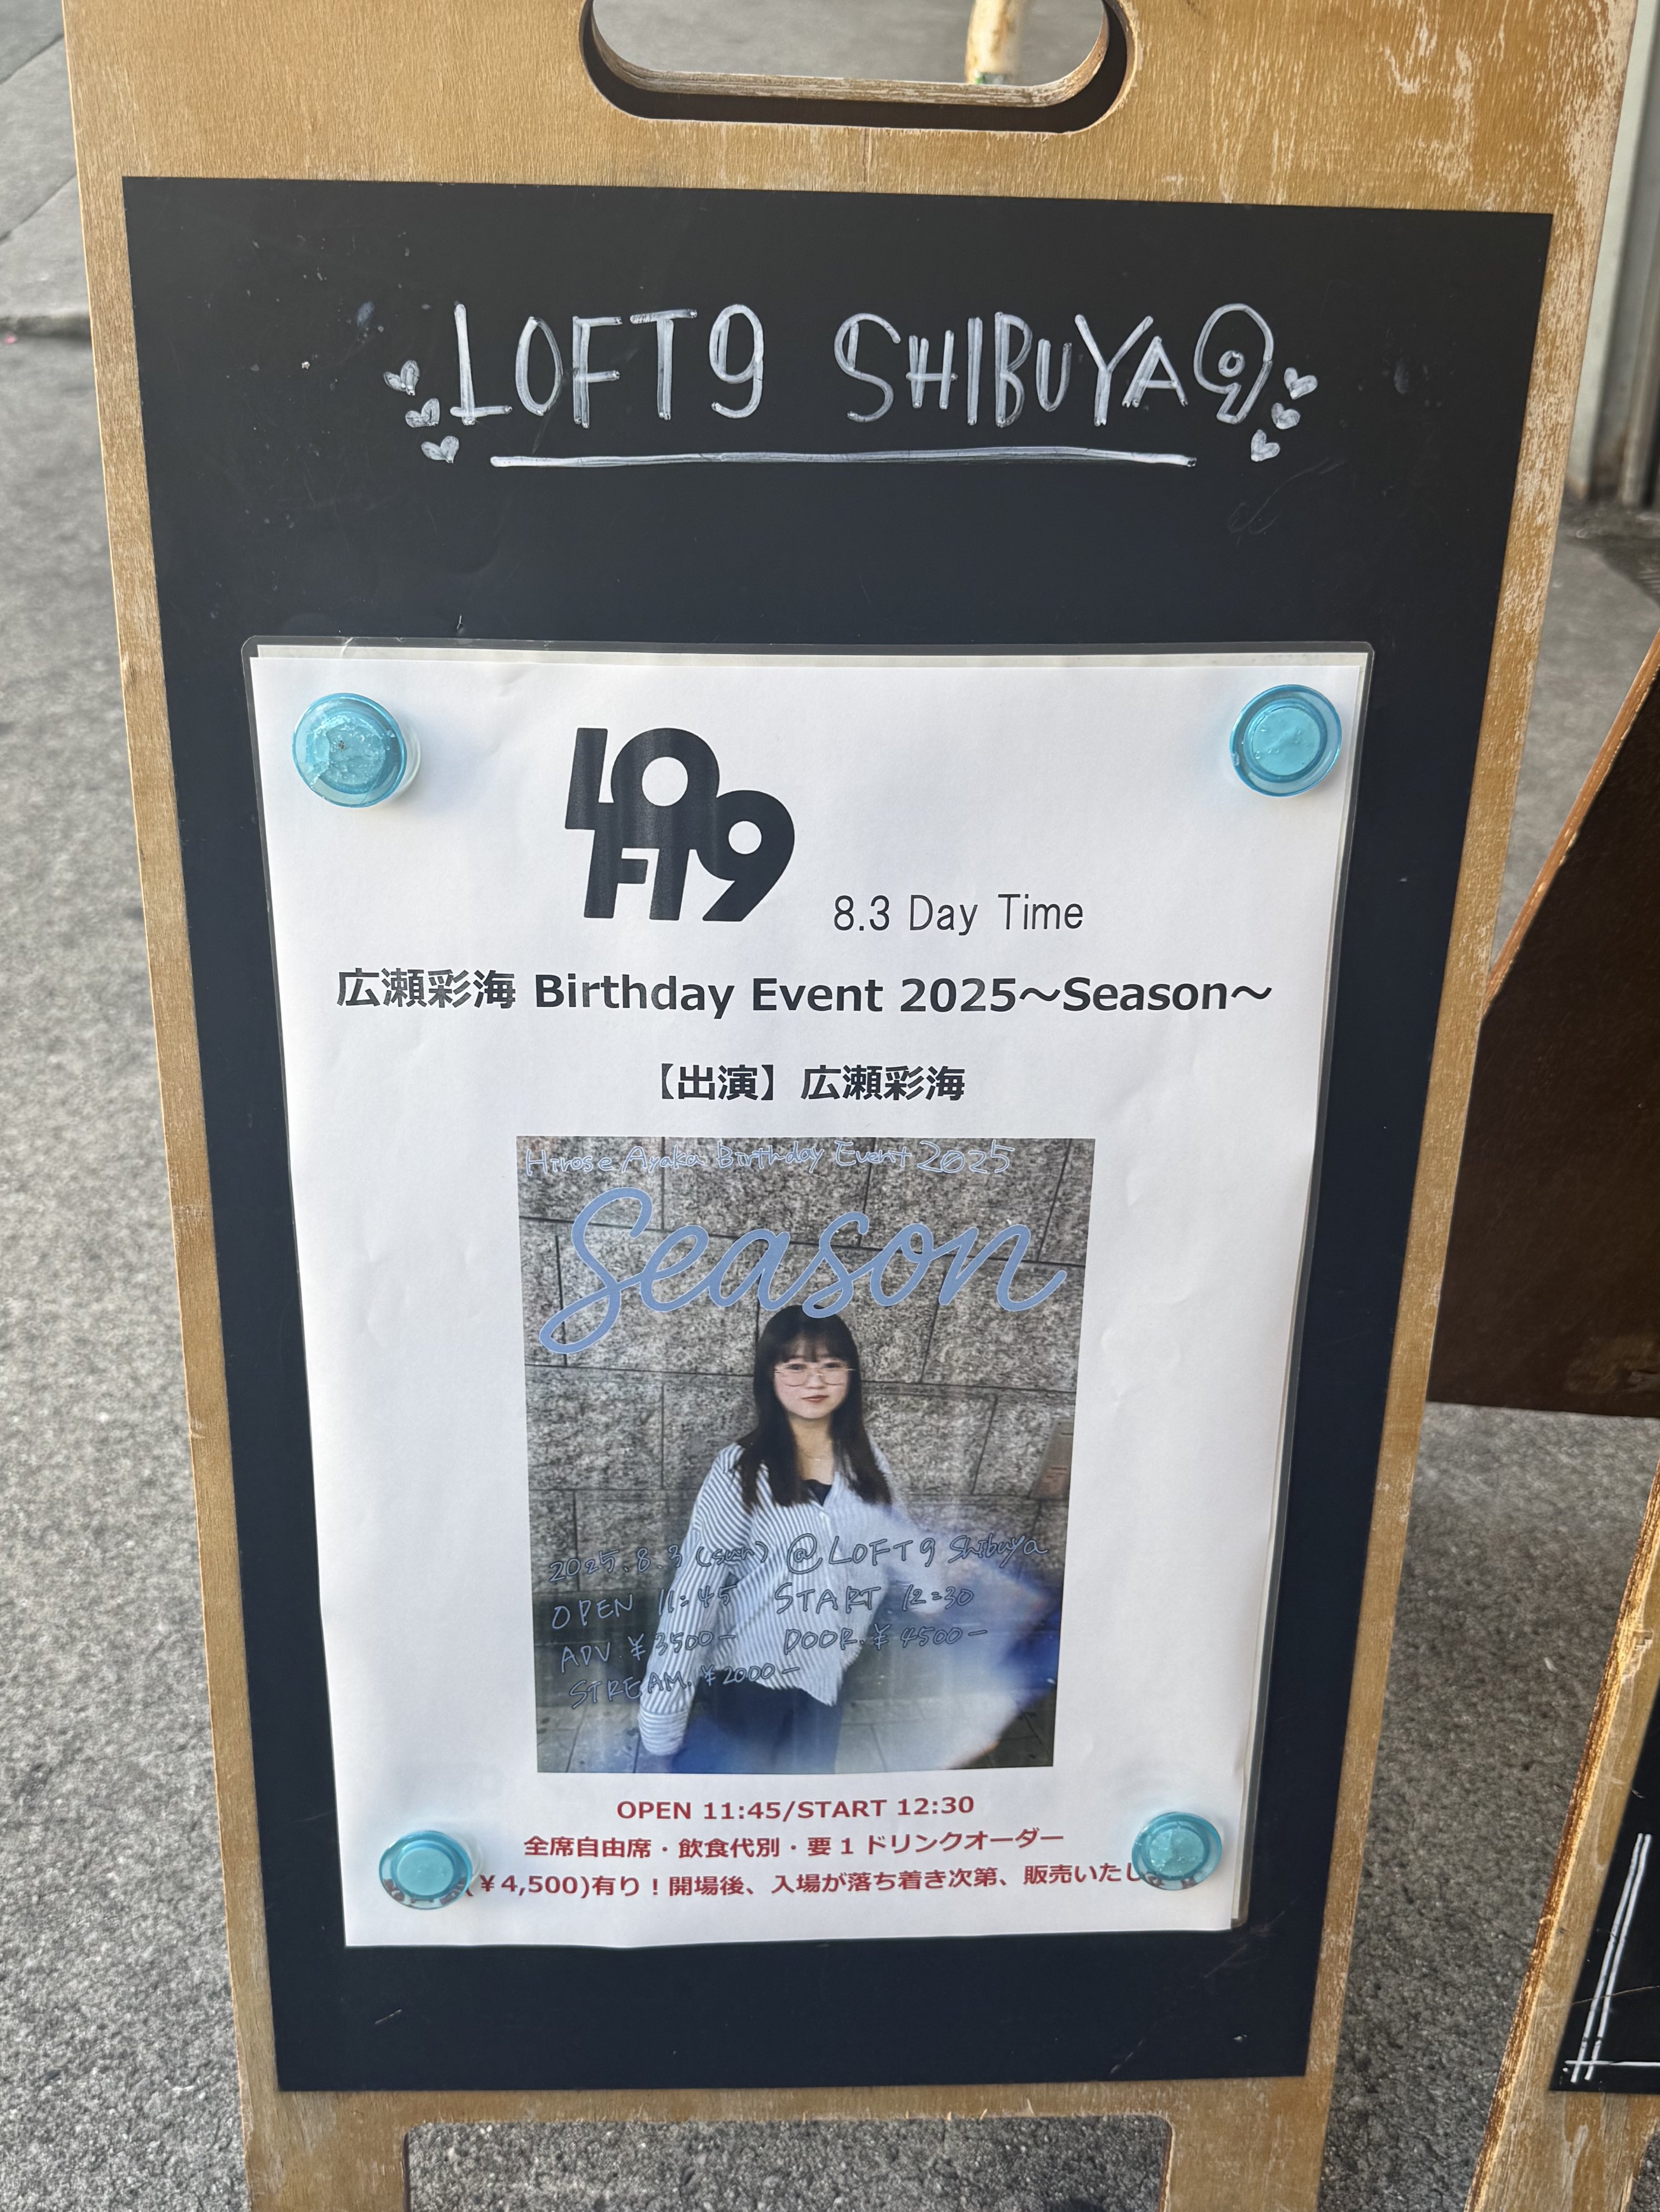 LOFT9 SHIBUYA
LOFT9
8.3 Day Time
広瀬彩海 Birthday Event 2025～Season～
【出演】広瀬彩海
Hirose Ayaka Birthday Event 2025
Season
2025.8.3 (sun) @LOFT9 Shibuya
OPEN 11:45 START 12:30
ADV.¥3500- DOOR.¥4500-
STREAM.¥2000-
OPEN 11:45/START 12:30
全席自由席・飲食代別・要1ドリンクオーダー
(￥4,500)有り！開場後、入場が落ち着き次第、販売いたし